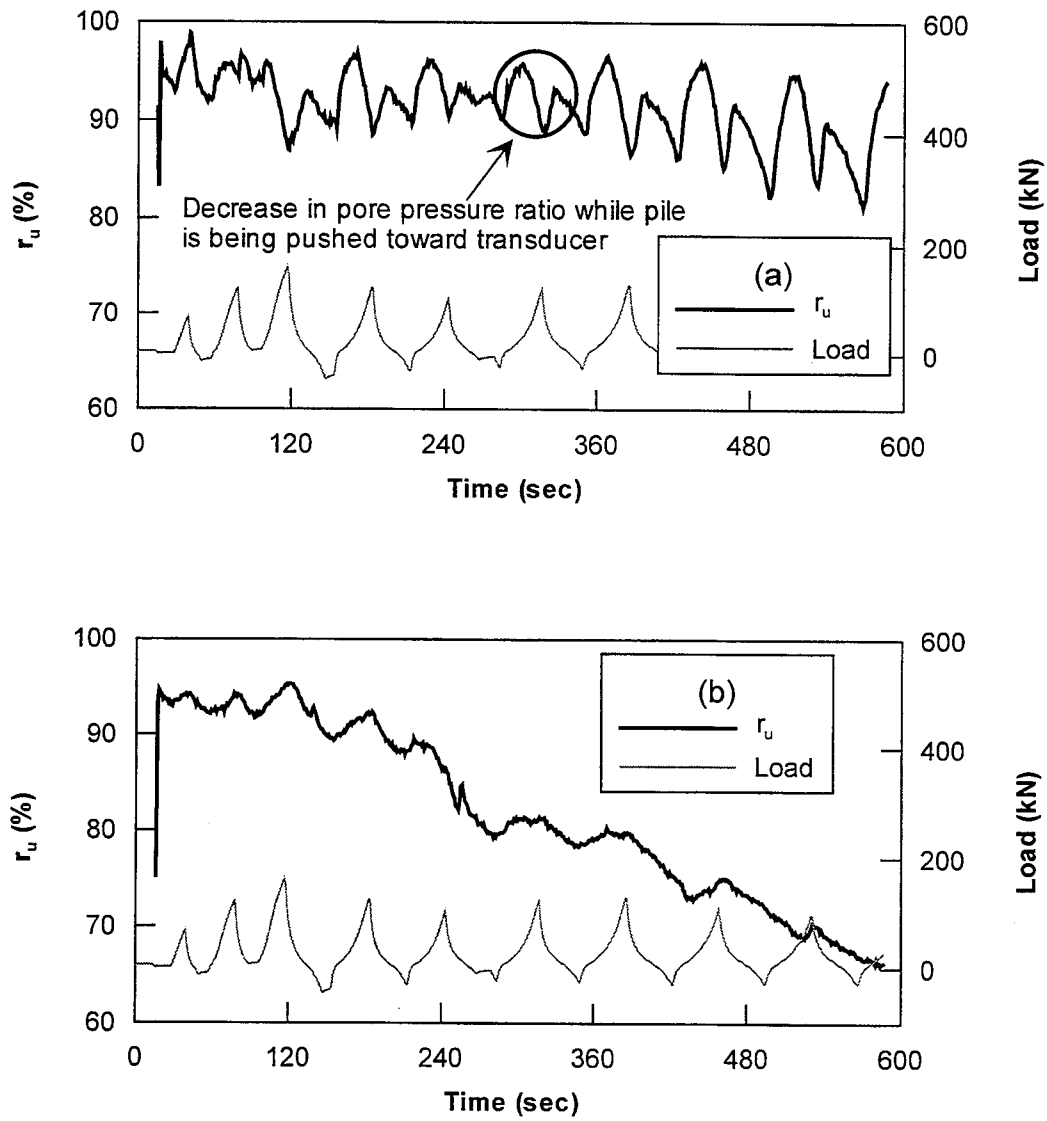 100
90
80
70
60
r_u (%)
600
400
200
0
Load (kN)
Decrease in pore pressure ratio while pile
is being pushed toward transducer
(a)
r_u
Load
0 120 240 360 480 600
Time (sec)
100
90
80
70
60
r_u (%)
600
400
200
0
Load (kN)
(b)
r_u
Load
0 120 240 360 480 600
Time (sec)